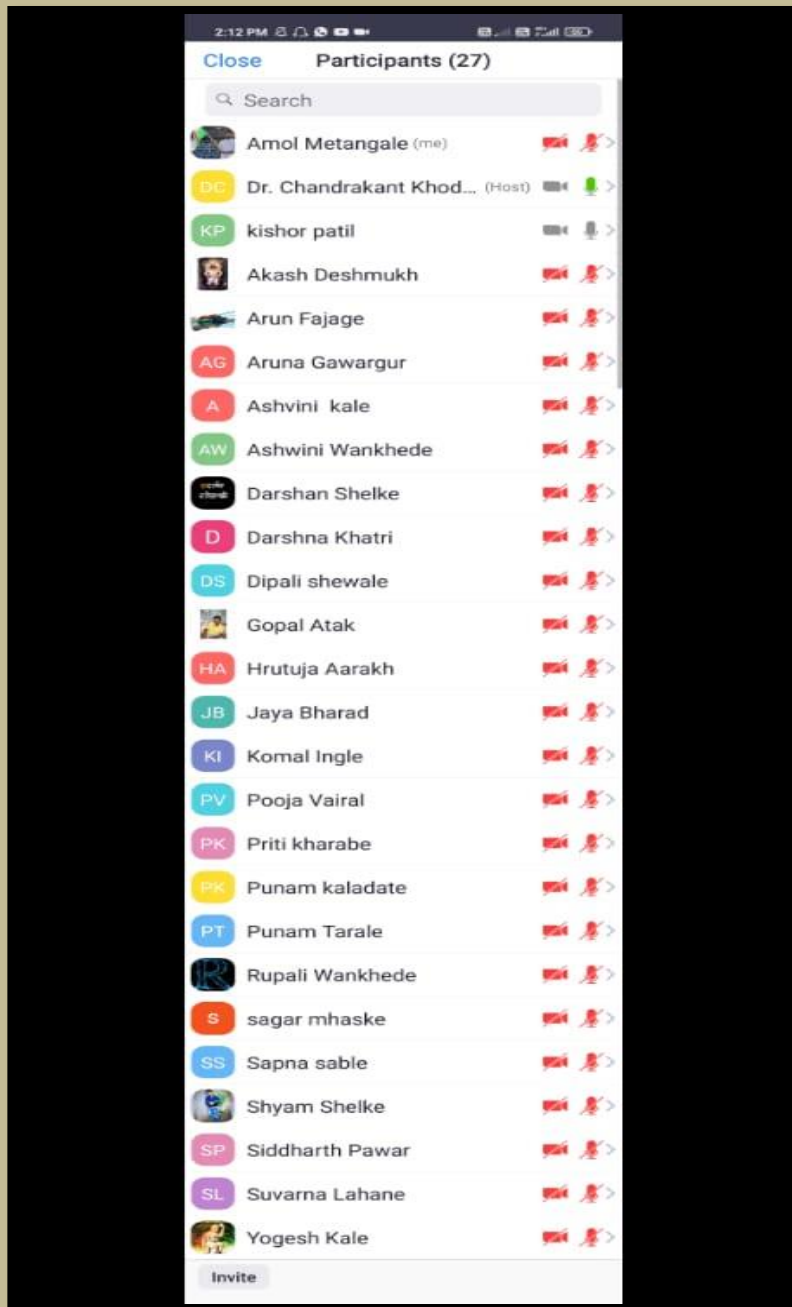 2:12 PM
Close Participants (27)
Search
Amol Metangale (me)
DC Dr. Chandrakant Khod... (Host)
KP kishor patil
Akash Deshmukh
Arun Fajage
AG Aruna Gawargur
A Ashvini kale
AW Ashwini Wankhede
Darshan Shelke
D Darshna Khatri
DS Dipali shewale
Gopal Atak
HA Hrutuja Aarakh
JB Jaya Bharad
KI Komal Ingle
PV Pooja Vairal
PK Priti kharabe
PK Punam kaladate
PT Punam Tarale
R Rupali Wankhede
S sagar mhaske
SS Sapna sable
Shyam Shelke
SP Siddharth Pawar
SL Suvarna Lahane
Yogesh Kale
Invite